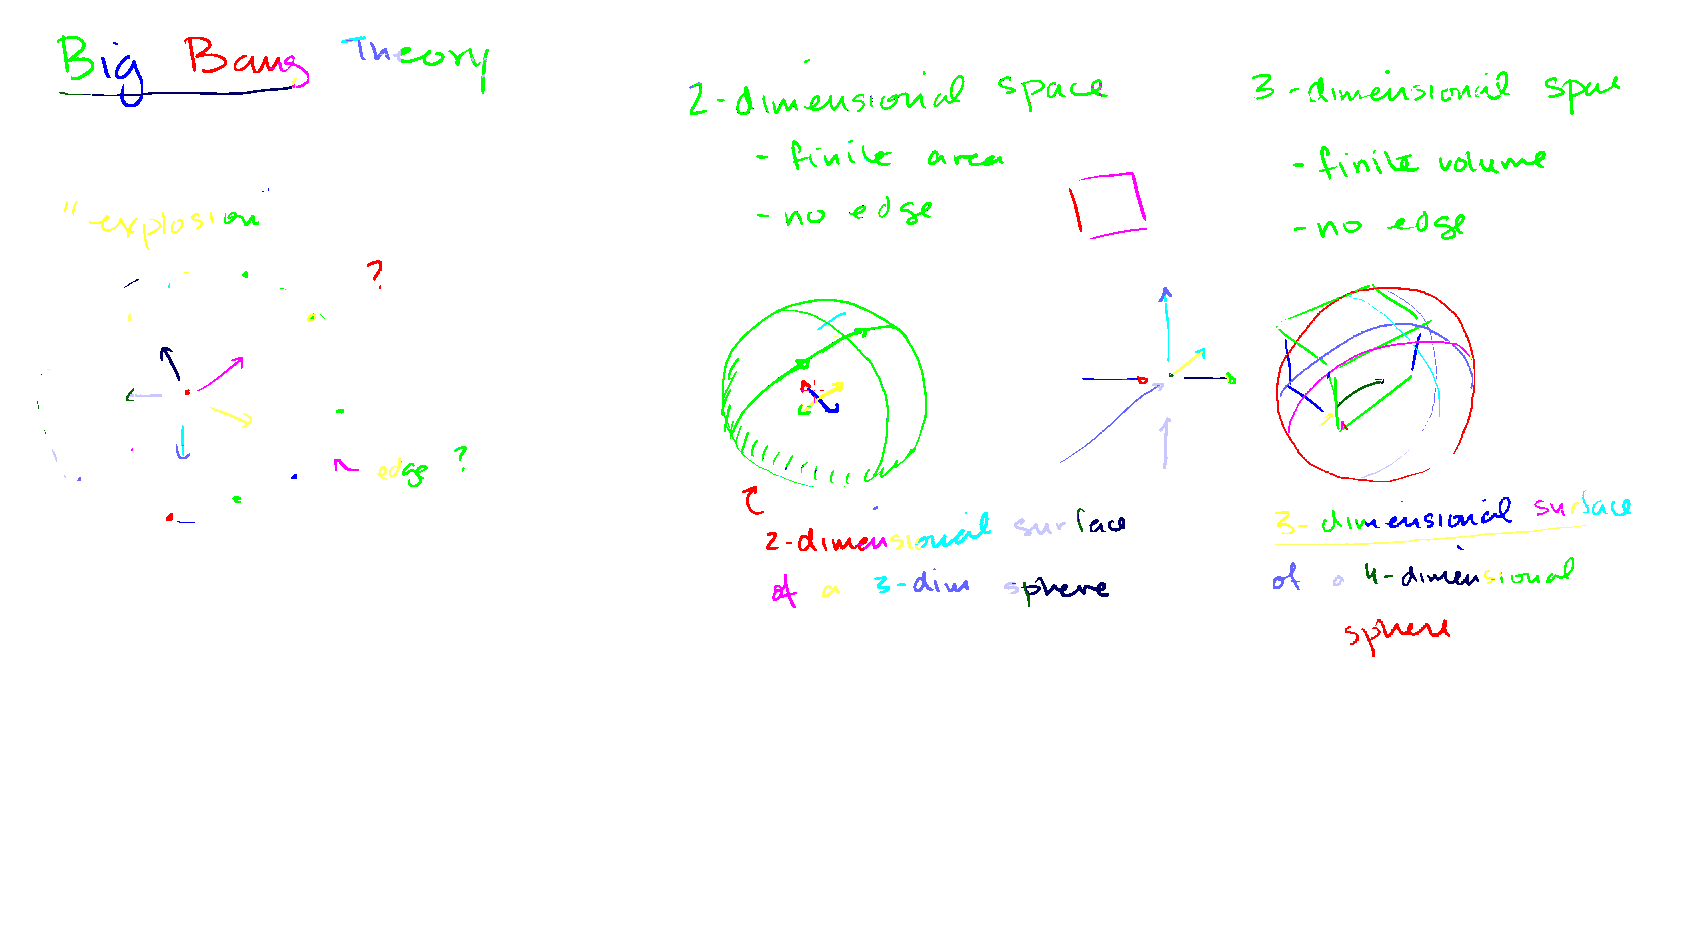 Big Bang Theory
"explosion
?
edge ?
2-dimensional space
- finite area
- no edge
2-dimensional surface
of a 3-dim sphere
3-dimensional space
- finite volume
- no edge
3-dimensional surface
of a 4-dimensional
sphere